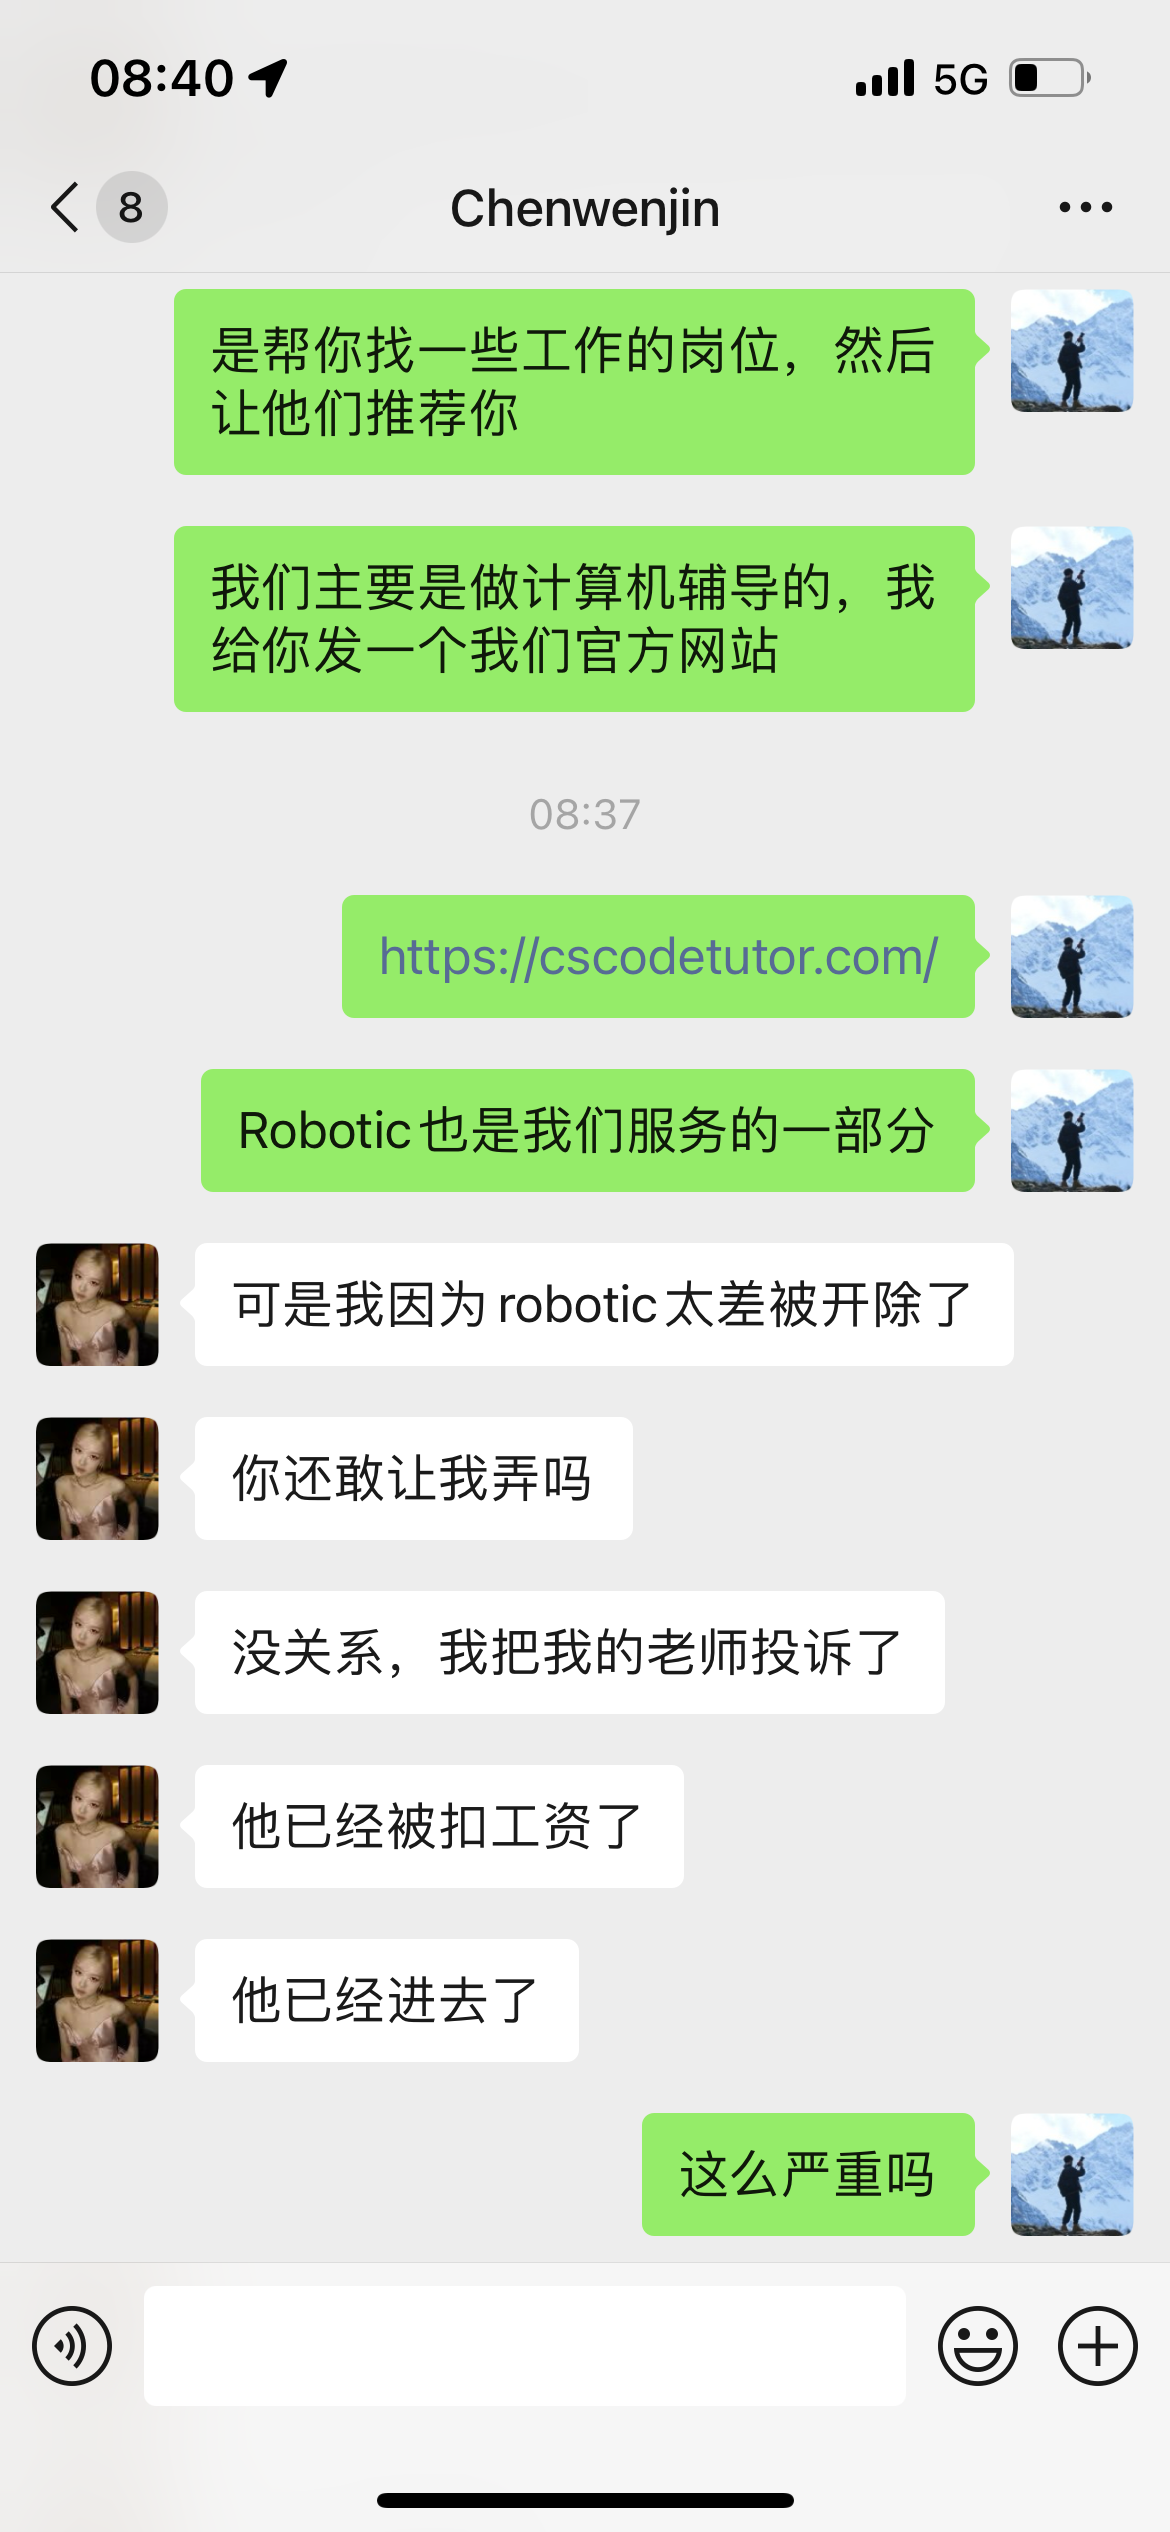 08:40
5G
8
Chenwenjin
是帮你找一些工作的岗位，然后
让他们推荐你
我们主要是做计算机辅导的，我
给你发一个我们官方网站
08:37
https://cscodetutor.com/
Robotic也是我们服务的一部分
可是我因为robotic太差被开除了
你还敢让我弄吗
没关系，我把我的老师投诉了
他已经被扣工资了
他已经进去了
这么严重吗